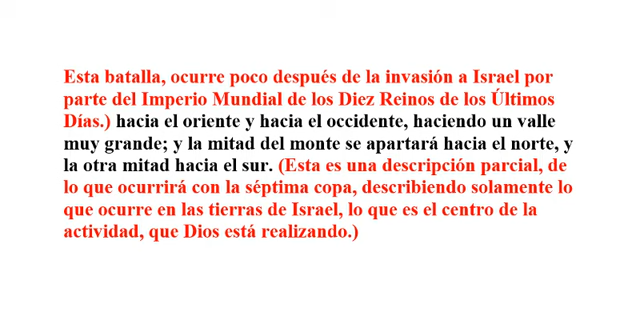 Esta batalla, ocurre poco después de la invasión a Israel por
parte del Imperio Mundial de los Diez Reinos de los Últimos
Días.) hacia el oriente y hacia el occidente, haciendo un valle
muy grande; y la mitad del monte se apartará hacia el norte, y
la otra mitad hacia el sur. (Esta es una descripción parcial, de
lo que ocurrirá con la séptima copa, describiendo solamente lo
que ocurre en las tierras de Israel, lo que es el centro de la
actividad, que Dios está realizando.)